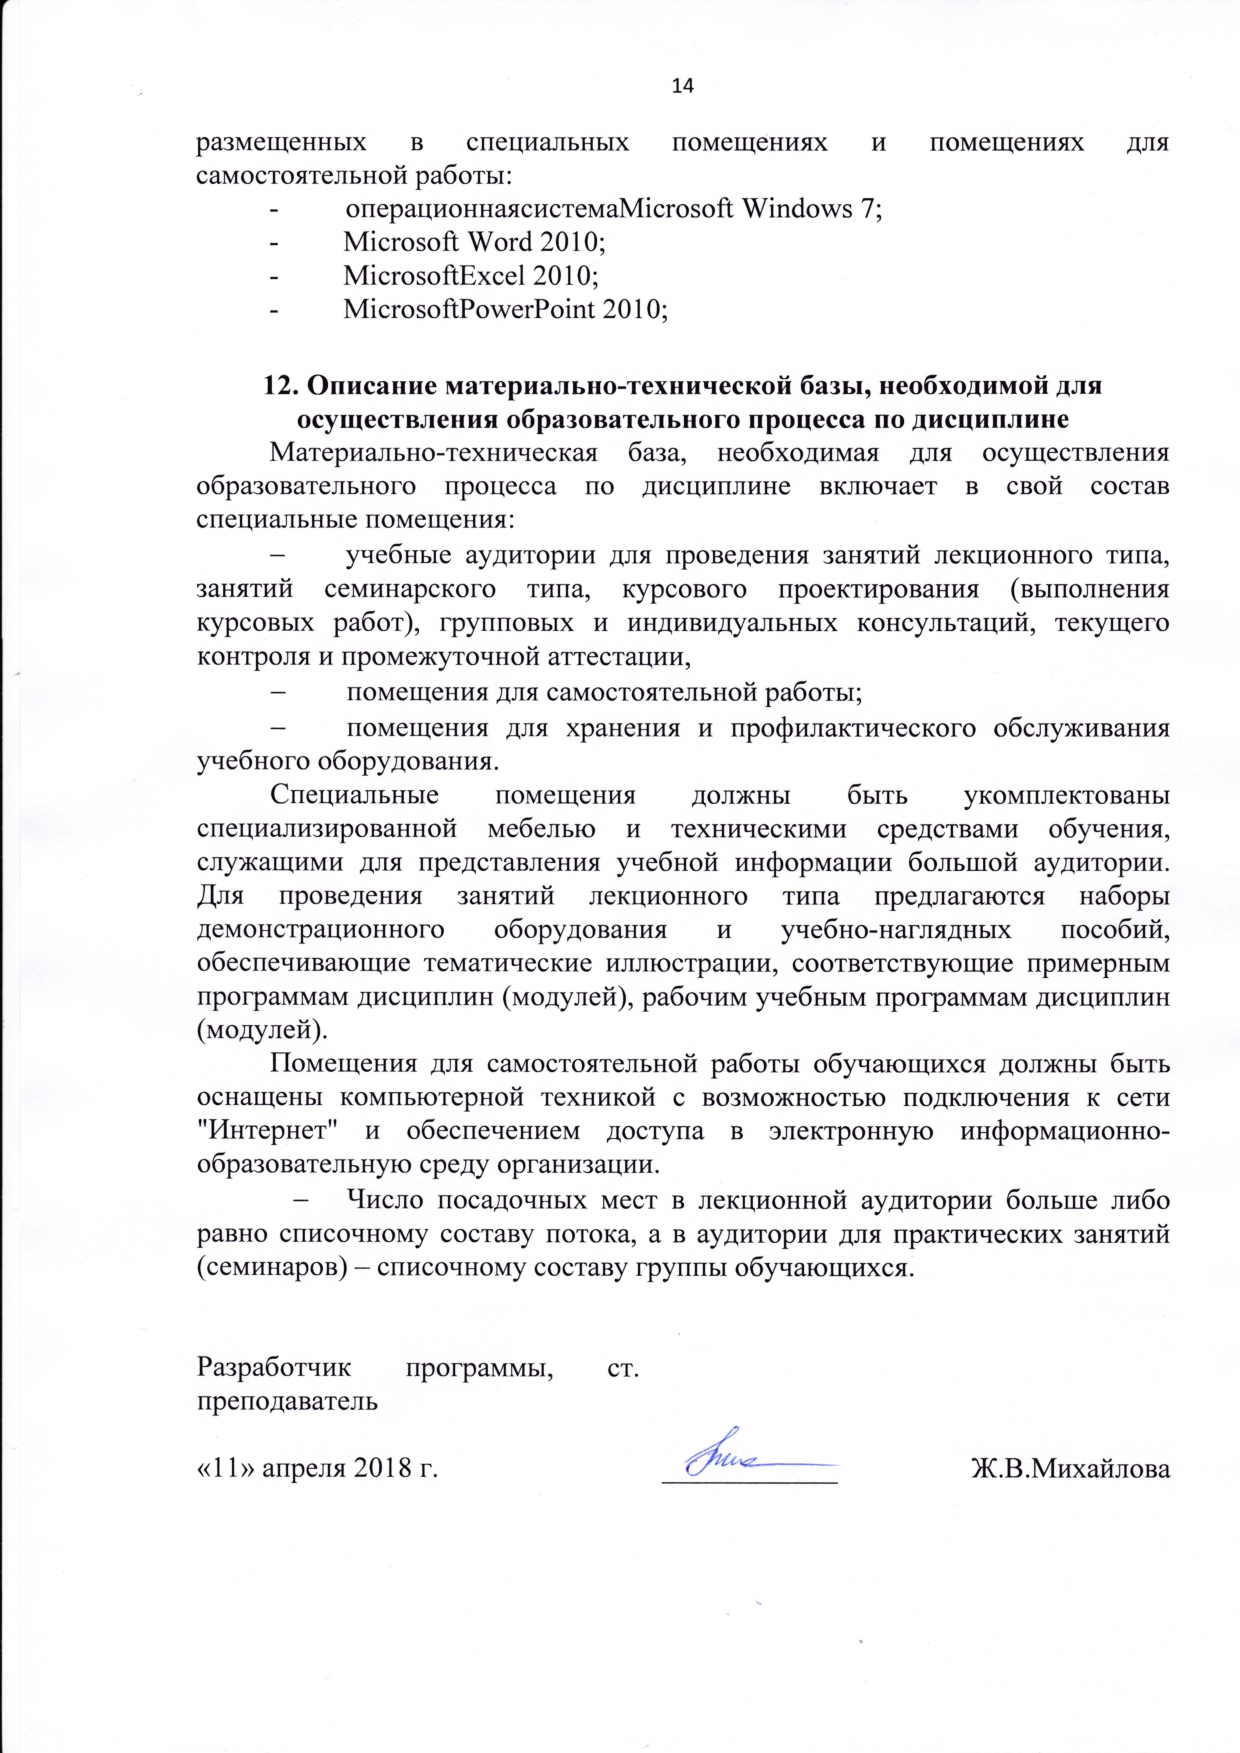 14
размещенных в специальных помещениях и помещениях для
самостоятельной работы:
- операционнаясистемаMicrosoft Windows 7;
- Microsoft Word 2010;
- MicrosoftExcel 2010;
- MicrosoftPowerPoint 2010;
12. Описание материально-технической базы, необходимой для
осуществления образовательного процесса по дисциплине
Материально-техническая база, необходимая для осуществления
образовательного процесса по дисциплине включает в свой состав
специальные помещения:
– учебные аудитории для проведения занятий лекционного типа,
занятий семинарского типа, курсового проектирования (выполнения
курсовых работ), групповых и индивидуальных консультаций, текущего
контроля и промежуточной аттестации,
– помещения для самостоятельной работы;
– помещения для хранения и профилактического обслуживания
учебного оборудования.
Специальные помещения должны быть укомплектованы
специализированной мебелью и техническими средствами обучения,
служащими для представления учебной информации большой аудитории.
Для проведения занятий лекционного типа предлагаются наборы
демонстрационного оборудования и учебно-наглядных пособий,
обеспечивающие тематические иллюстрации, соответствующие примерным
программам дисциплин (модулей), рабочим учебным программам дисциплин
(модулей).
Помещения для самостоятельной работы обучающихся должны быть
оснащены компьютерной техникой с возможностью подключения к сети
"Интернет" и обеспечением доступа в электронную информационно-
образовательную среду организации.
– Число посадочных мест в лекционной аудитории больше либо
равно списочному составу потока, а в аудитории для практических занятий
(семинаров) – списочному составу группы обучающихся.
Разработчик программы, ст.
преподаватель
«11» апреля 2018 г. Ж.В.Михайлова